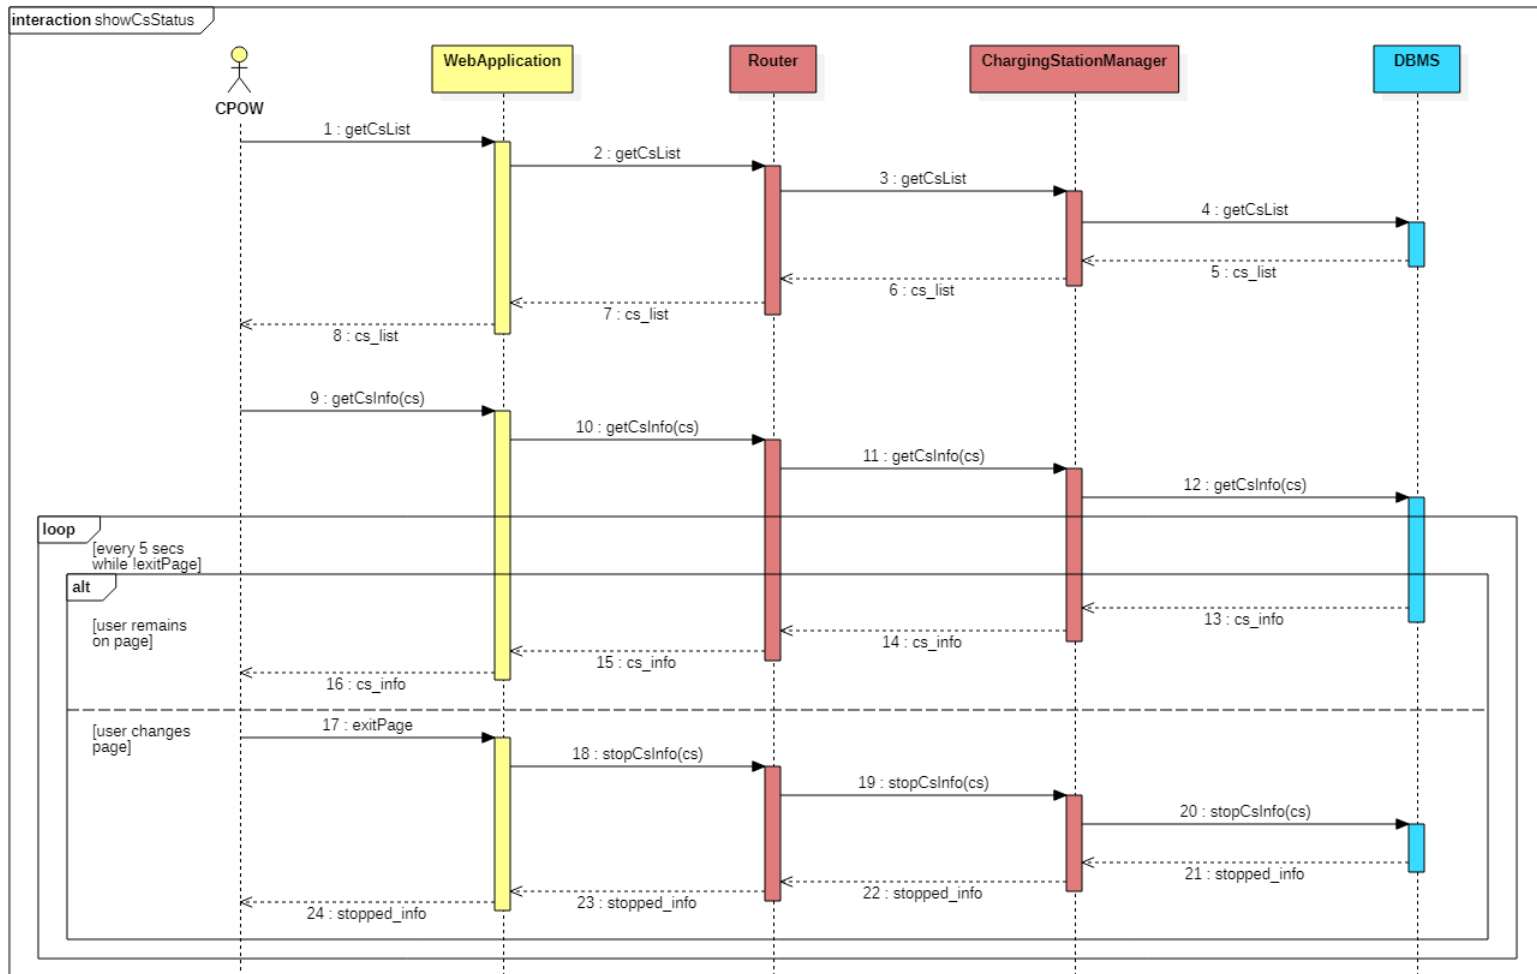 interaction showCsStatus
CPOW
WebApplication
Router
ChargingStationManager
DBMS
1 : getCsList
2 : getCsList
3 : getCsList
4 : getCsList
5 : cs_list
6 : cs_list
7 : cs_list
8 : cs_list
9 : getCsInfo(cs)
10 : getCsInfo(cs)
11 : getCsInfo(cs)
12 : getCsInfo(cs)
loop
[every 5 secs
while !exitPage]
alt
[user remains
on page]
13 : cs_info
14 : cs_info
15 : cs_info
16 : cs_info
[user changes
page]
17 : exitPage
18 : stopCsInfo(cs)
19 : stopCsInfo(cs)
20 : stopCsInfo(cs)
21 : stopped_info
22 : stopped_info
23 : stopped_info
24 : stopped_info